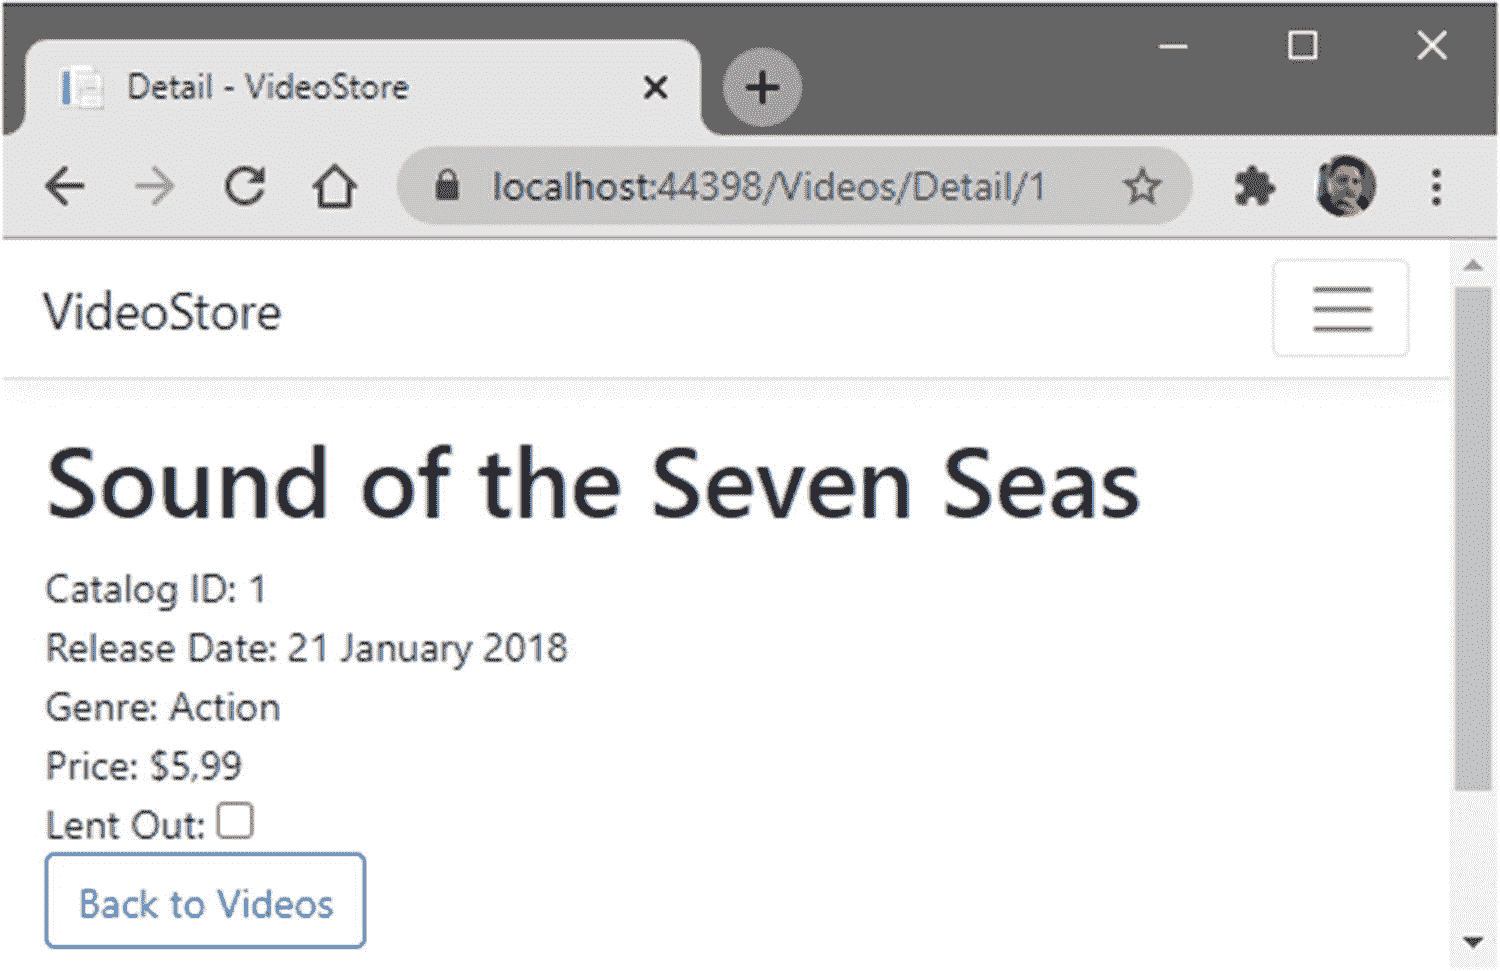 Detail - VideoStore
localhost:44398/Videos/Detail/1
VideoStore
Sound of the Seven Seas
Catalog ID: 1
Release Date: 21 January 2018
Genre: Action
Price: $5,99
Lent Out:
Back to Videos